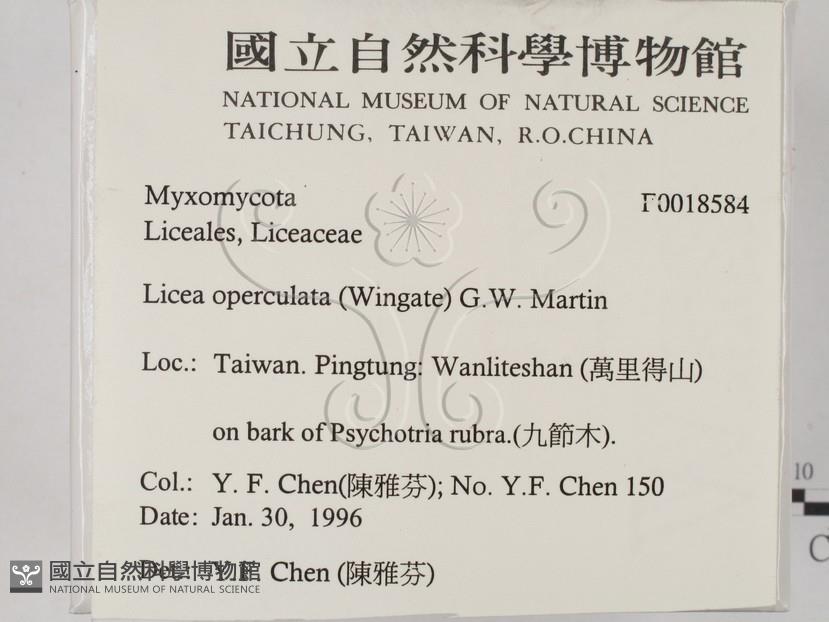 國立自然科學博物館
NATIONAL MUSEUM OF NATURAL SCIENCE
TAICHUNG, TAIWAN, R.O.CHINA
Myxomycota F0018584
Liceales, Liceaceae
Licea operculata (Wingate) G.W. Martin
Loc.: Taiwan. Pingtung: Wanliteshan (萬里得山)
on bark of Psychotria rubra.(九節木).
Col.: Y. F. Chen(陳雅芬); No. Y.F. Chen 150
Date: Jan. 30, 1996
Chen (陳雅芬)
國立自然科學博物館
NATIONAL MUSEUM OF NATURAL SCIENCE
10
C